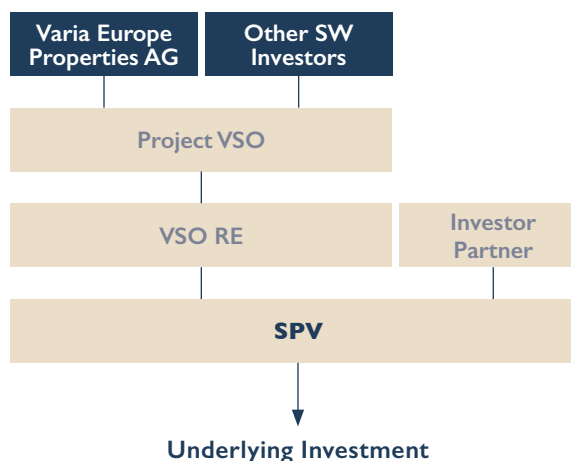 Varia Europe
Properties AG
Other SW
Investors
Project VSO
VSO RE
Investor
Partner
SPV
Underlying Investment